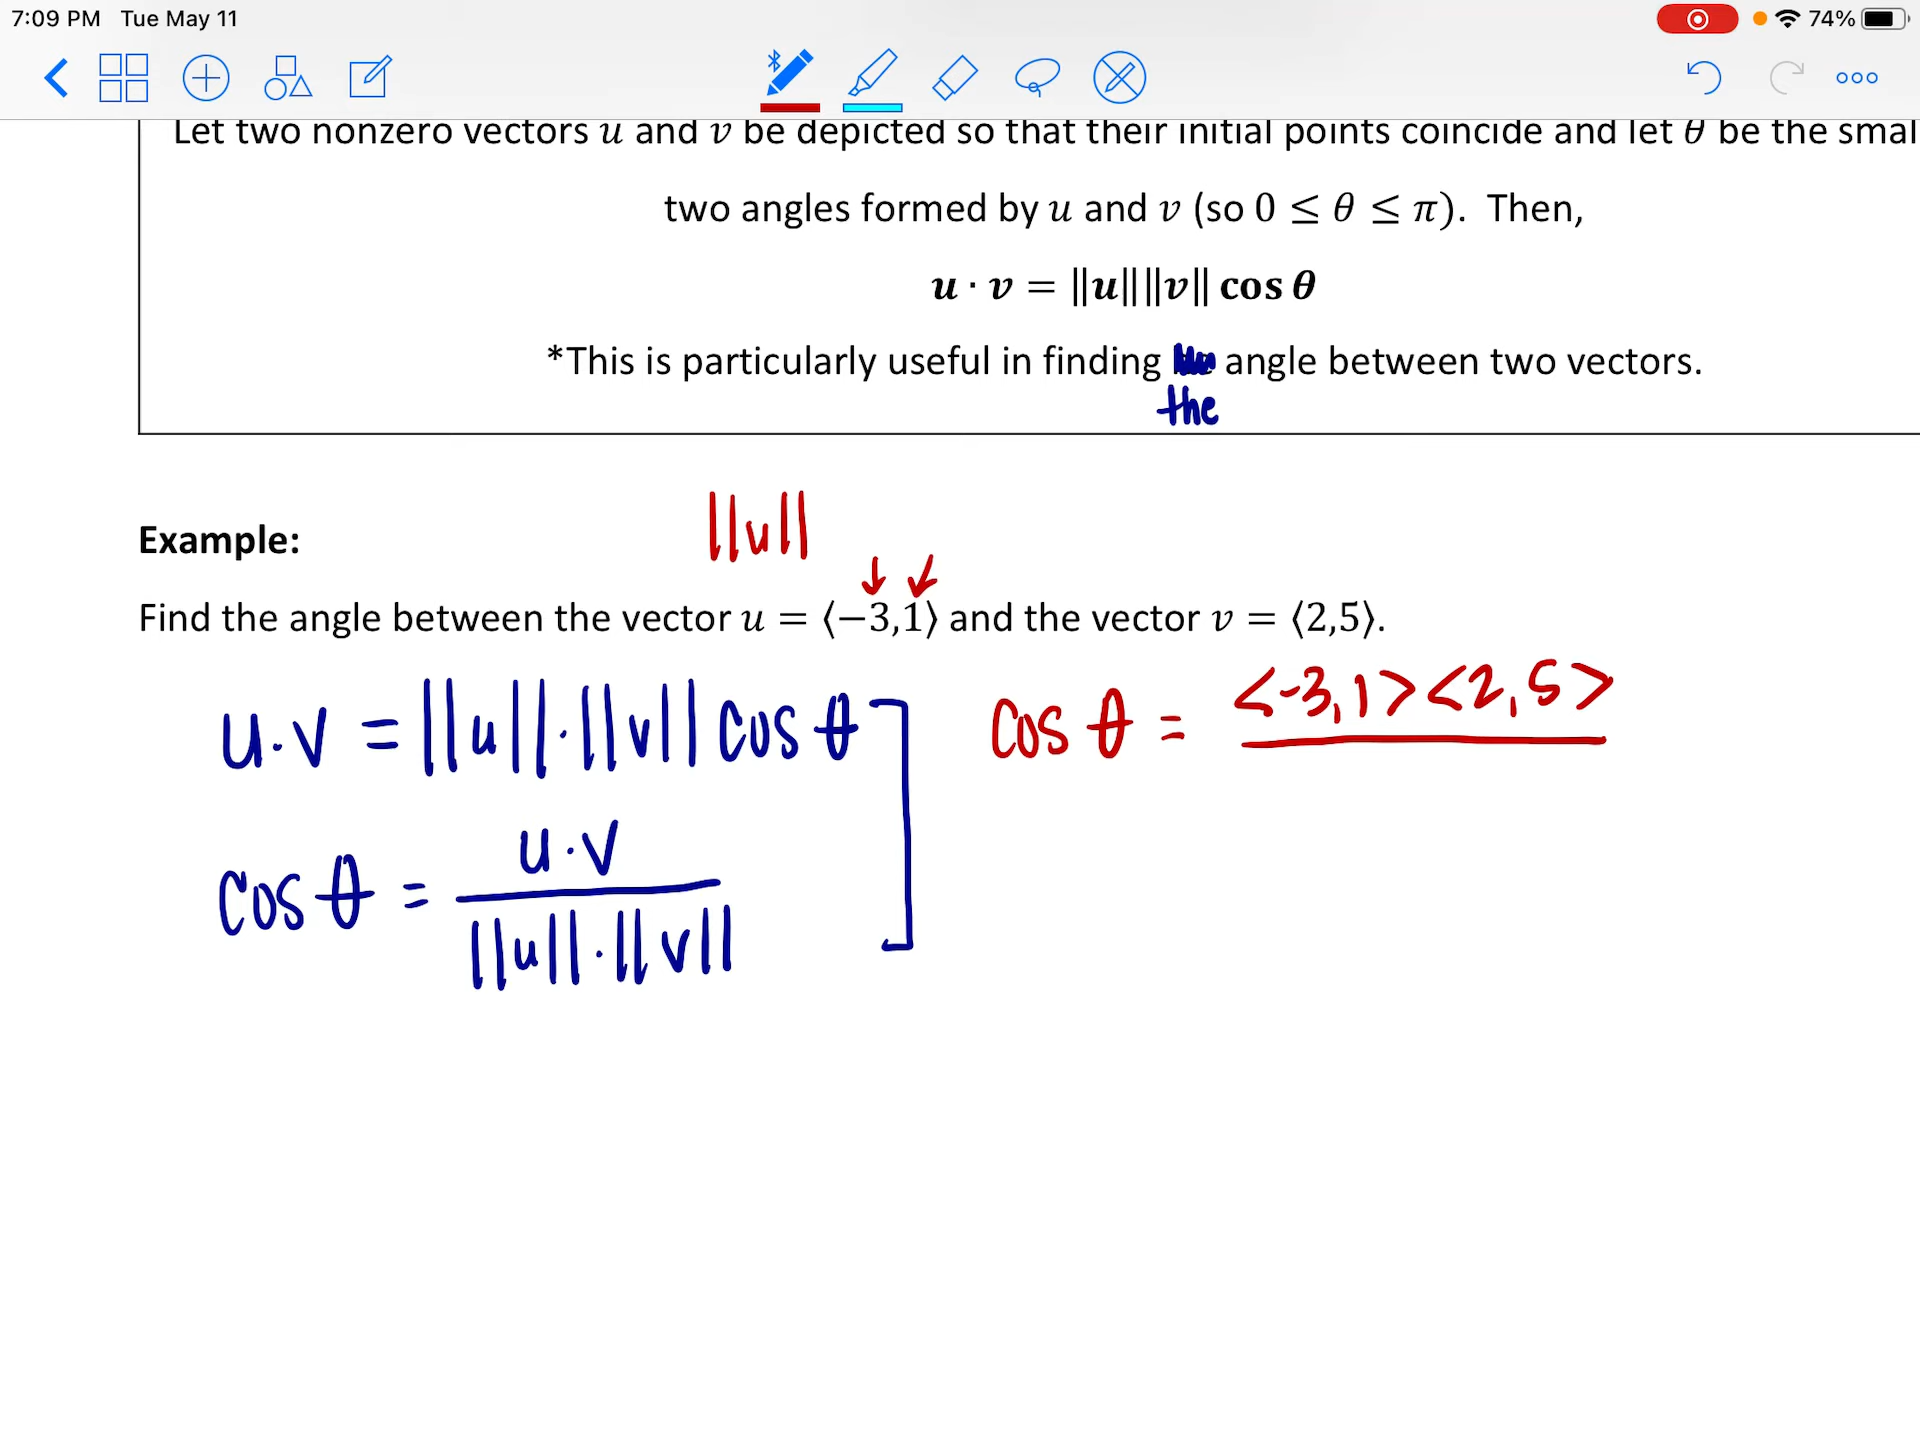 7:09 PM Tue May 11 74%
Let two nonzero vectors u and v be depicted so that their initial points coincide and let θ be the smal
two angles formed by u and v (so 0 ≤ θ ≤ π). Then,
u · v = ‖u‖‖v‖ cos θ
*This is particularly useful in finding angle between two vectors.
the
||u||
Example:
Find the angle between the vector u = ⟨−3,1⟩ and the vector v = ⟨2,5⟩.
u·v = ||u||·||v|| cos θ
cos θ = u·v / ||u||·||v||
cos θ = <-3,1><2,5>